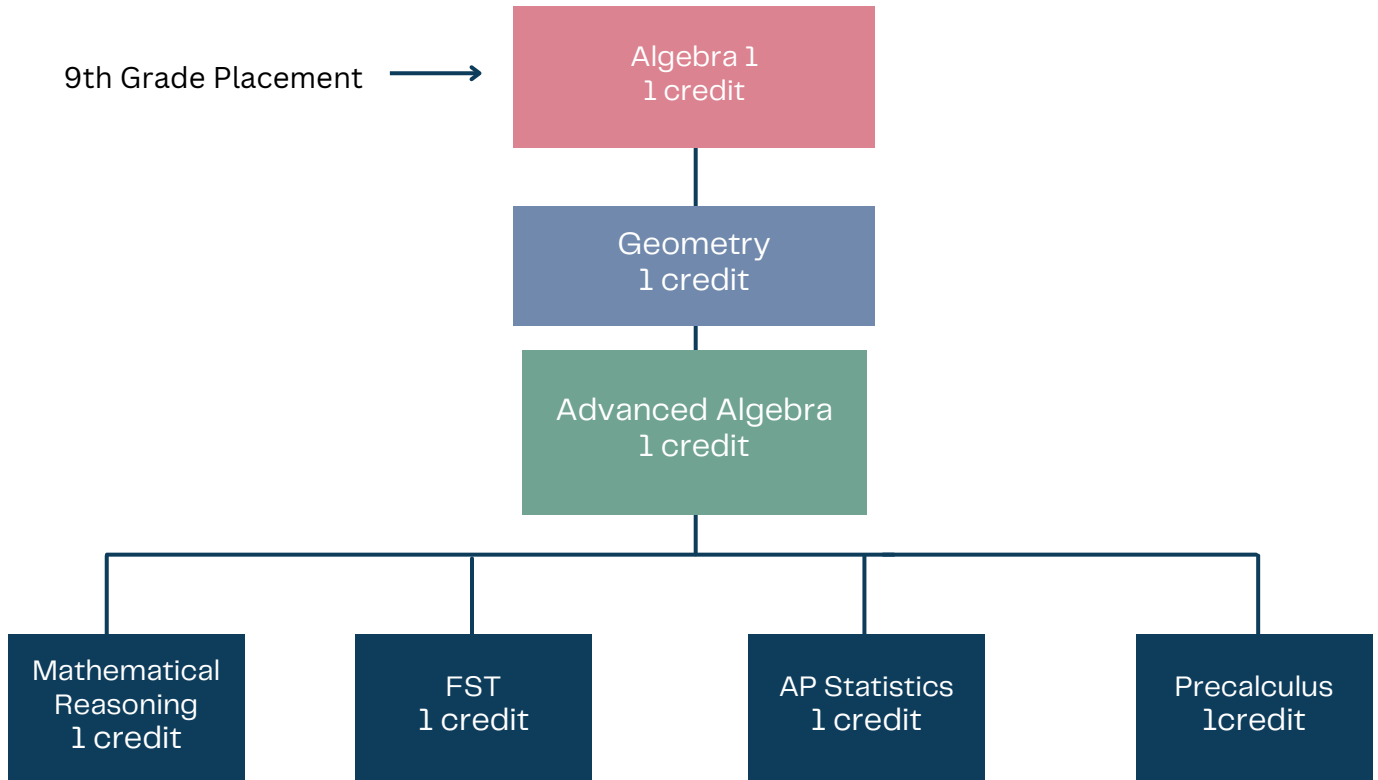 Algebra 1
1 credit
9th Grade Placement
Geometry
1 credit
Advanced Algebra
1 credit
Mathematical
Reasoning
1 credit
FST
1 credit
AP Statistics
1 credit
Precalculus
1credit